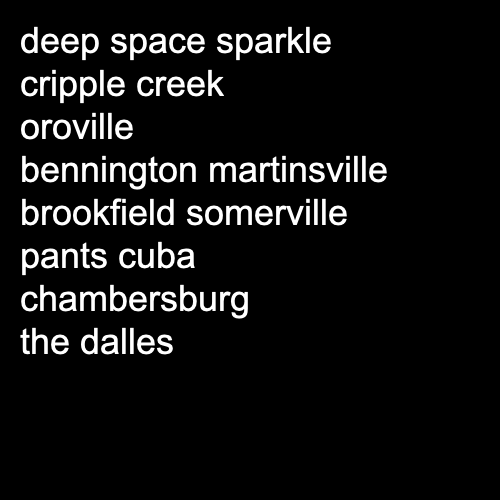 deep space sparkle
cripple creek
oroville
bennington martinsville
brookfield somerville
pants cuba
chambersburg
the dalles